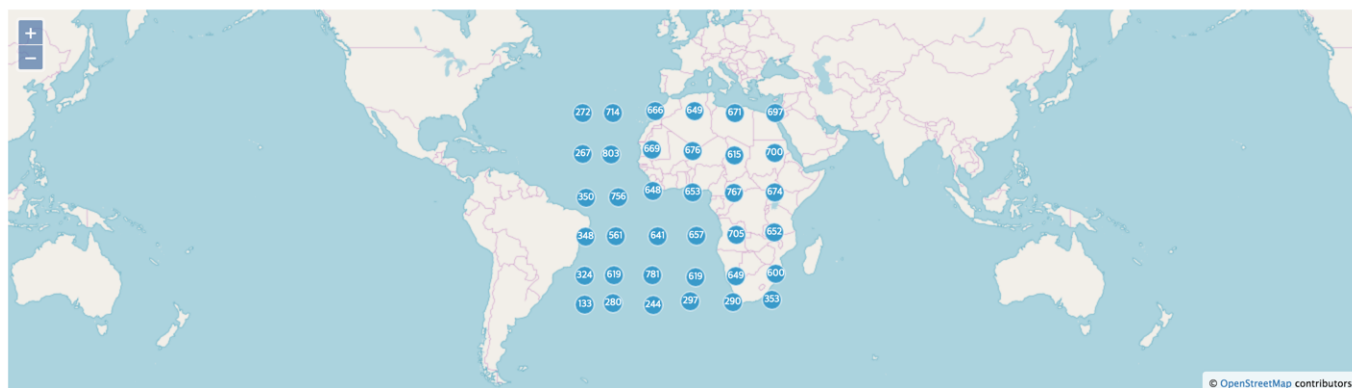 +
−
272 714 666 649 671 697
267 803 669 676 615 700
350 756 648 653 767 674
348 561 641 657 705 652
324 619 781 619 649 600
133 280 244 297 290 353
© OpenStreetMap contributors